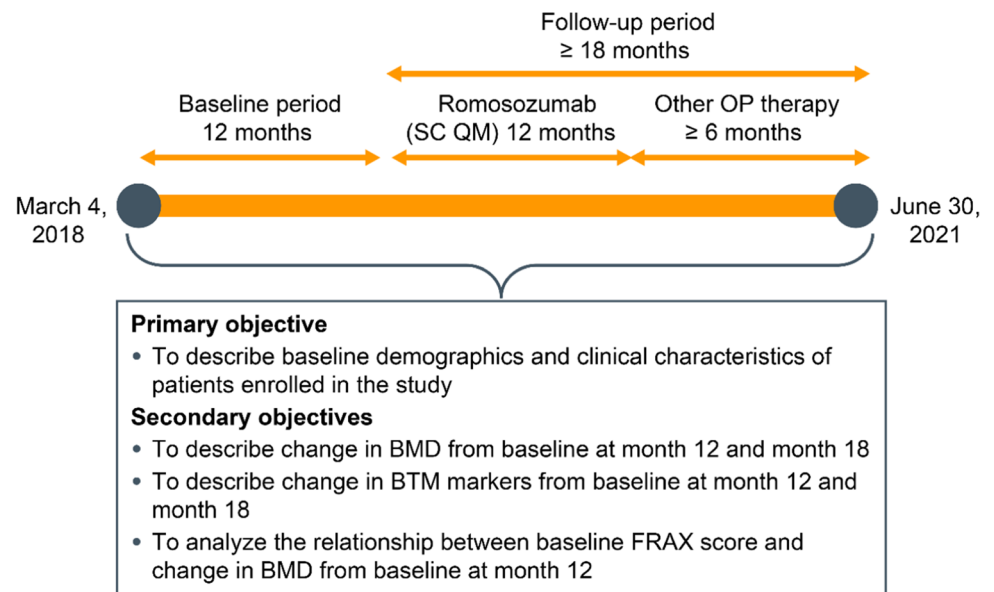 Follow-up period
≥ 18 months
Baseline period
12 months
Romosozumab
(SC QM) 12 months
Other OP therapy
≥ 6 months
March 4,
2018
June 30,
2021
Primary objective
• To describe baseline demographics and clinical characteristics of
patients enrolled in the study
Secondary objectives
• To describe change in BMD from baseline at month 12 and month 18
• To describe change in BTM markers from baseline at month 12 and
month 18
• To analyze the relationship between baseline FRAX score and
change in BMD from baseline at month 12